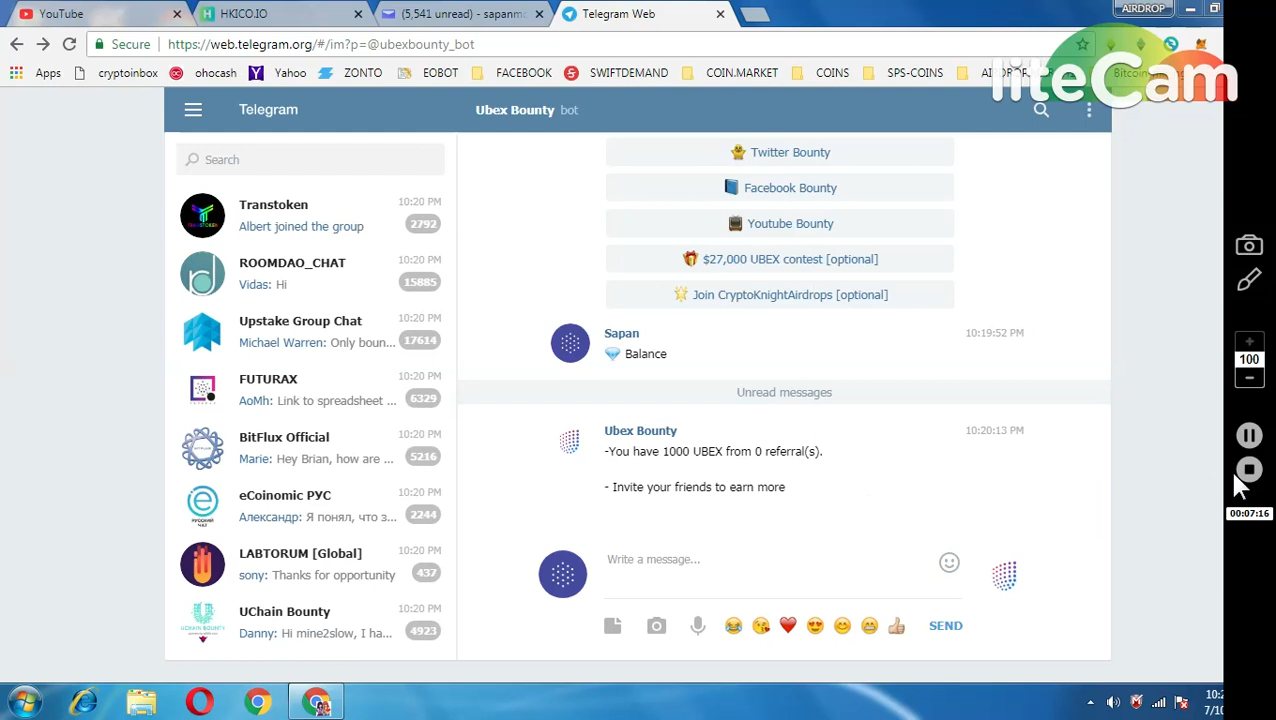 YouTube
HKICO.IO
(5,541 unread) - sapanmo
Telegram Web
AIRDROP
Secure
https://web.telegram.org/#/im?p=@ubexbounty_bot
Apps
cryptoinbox
ohocash
Yahoo
ZONTO
EOBOT
FACEBOOK
SWIFTDEMAND
COIN.MARKET
COINS
SPS-COINS
liteCam
Telegram
Ubex Bounty bot
Search
Transtoken 10:20 PM
Albert joined the group 2792
ROOMDAO_CHAT 10:20 PM
Vidas: Hi 15885
Upstake Group Chat 10:20 PM
Michael Warren: Only boun... 17614
FUTURAX 10:20 PM
AoMh: Link to spreadsheet ... 6329
BitFlux Official 10:20 PM
Marie: Hey Brian, how are ... 5216
eCoinomic РУС 10:20 PM
Александр: Я понял, что з... 2244
LABTORUM [Global] 10:20 PM
sony: Thanks for opportunity 437
UChain Bounty 10:20 PM
Danny: Hi mine2slow, I ha... 4923
Twitter Bounty
Facebook Bounty
Youtube Bounty
$27,000 UBEX contest [optional]
Join CryptoKnightAirdrops [optional]
Sapan 10:19:52 PM
Balance
Unread messages
Ubex Bounty 10:20:13 PM
-You have 1000 UBEX from 0 referral(s).
- Invite your friends to earn more
Write a message...
SEND
100
00:07:16